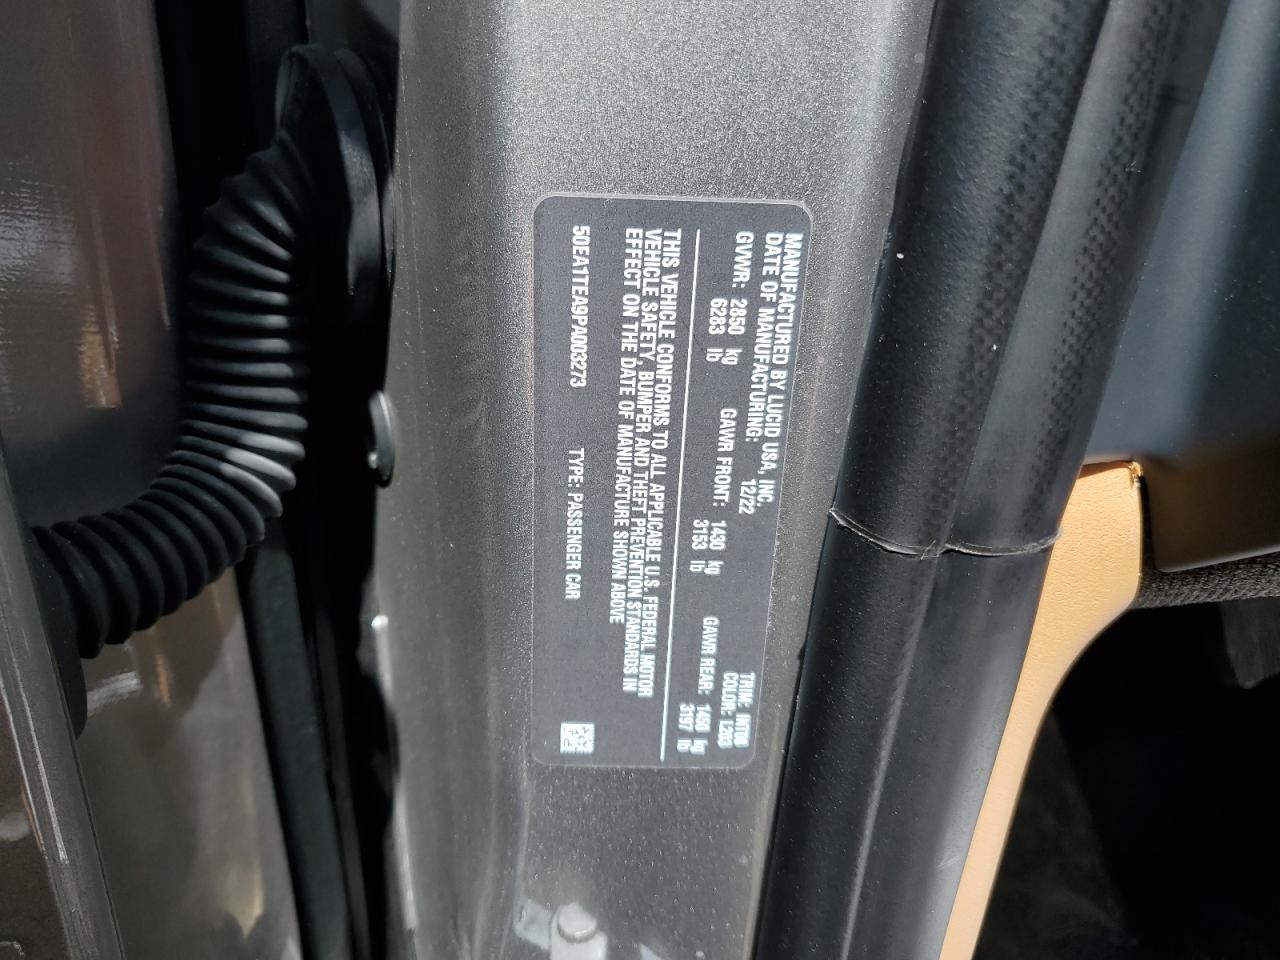 MANUFACTURED BY LUCID USA, INC.
DATE OF MANUFACTURING: 12/22 TRIM: INT08
COLOR: L203
GVWR: 2850 kg GAWR FRONT: 1430 kg GAWR REAR: 1450 kg
6283 lb 3153 lb 3197 lb
THIS VEHICLE CONFORMS TO ALL APPLICABLE U.S. FEDERAL MOTOR
VEHICLE SAFETY, BUMPER AND THEFT PREVENTION STANDARDS IN
EFFECT ON THE DATE OF MANUFACTURE SHOWN ABOVE
50EA1TEA9PA003273 TYPE: PASSENGER CAR